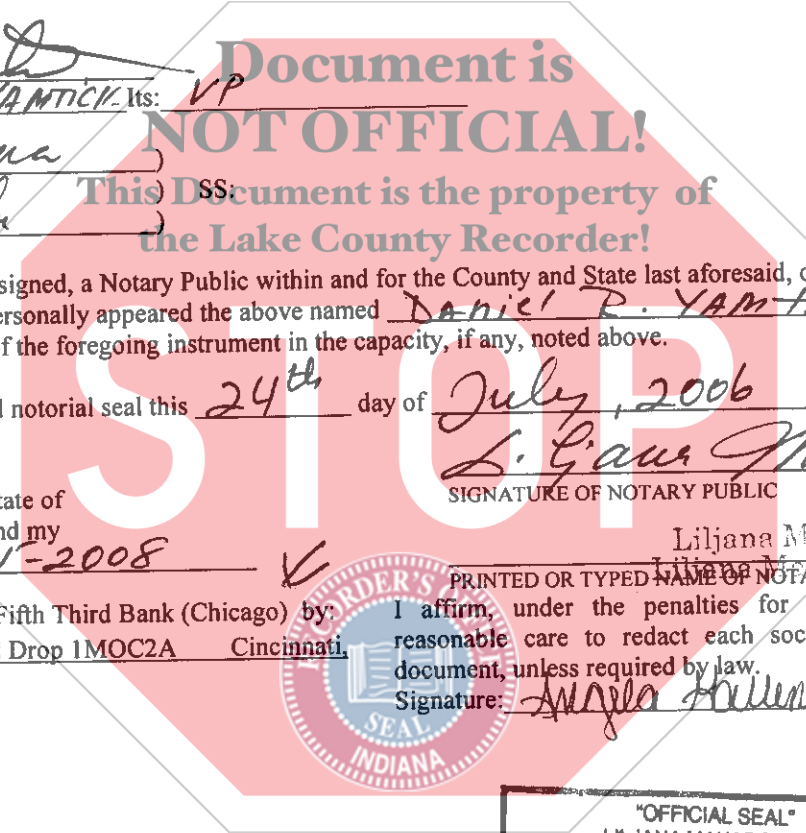 Document is
YAMTICK Its: VP
NOT OFFICIAL!
)
This Document is the property of
) SS:
)
the Lake County Recorder!
signed, a Notary Public within and for the County and State last aforesaid,
ersonally appeared the above named Daniel R. YAM
f the foregoing instrument in the capacity, if any, noted above.
STOP
d notorial seal this 24th day of July, 2006
SIGNATURE OF NOTARY PUBLIC
tate of
nd my
-2008
Liljana M
Liljana M
PRINTED OR TYPED NAME OF NOTA
Fifth Third Bank (Chicago) by:
Drop 1MOC2A Cincinnati,
I affirm, under the penalties for
reasonable care to redact each soc
document, unless required by law.
Signature: Angela
RECORDER'S
SEAL
INDIANA
"OFFICIAL SEAL"